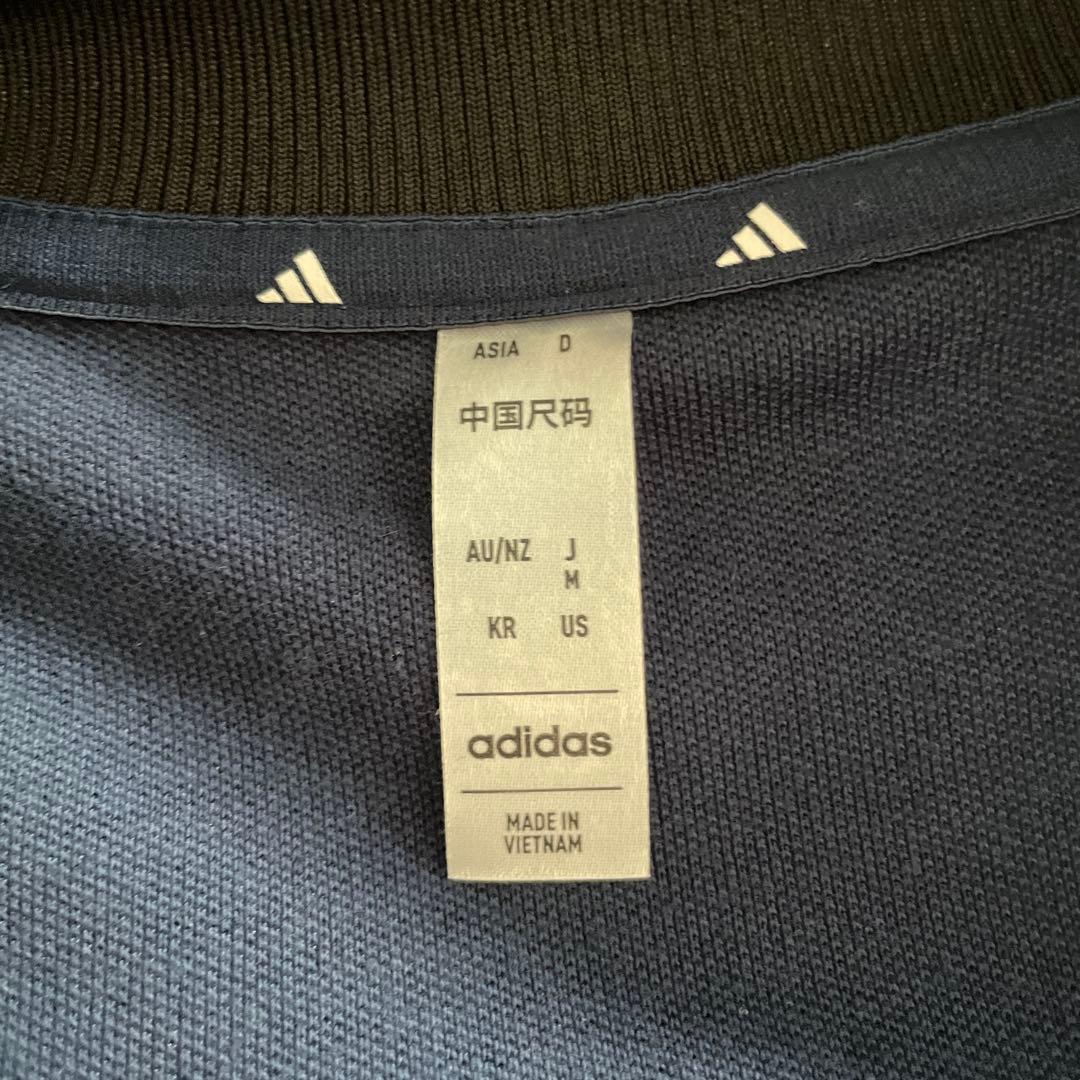 ASIA D
中国尺码
AU/NZ J
M
KR US
adidas
MADE IN
VIETNAM